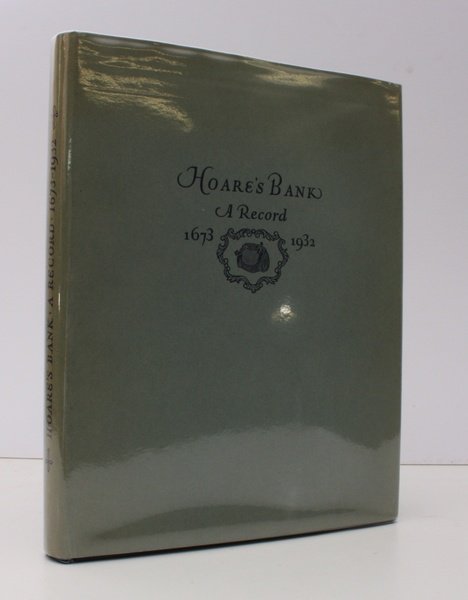 HOARE'S BANK
A Record
1673 1932
HOARE'S BANK · A RECORD · 1673-1932